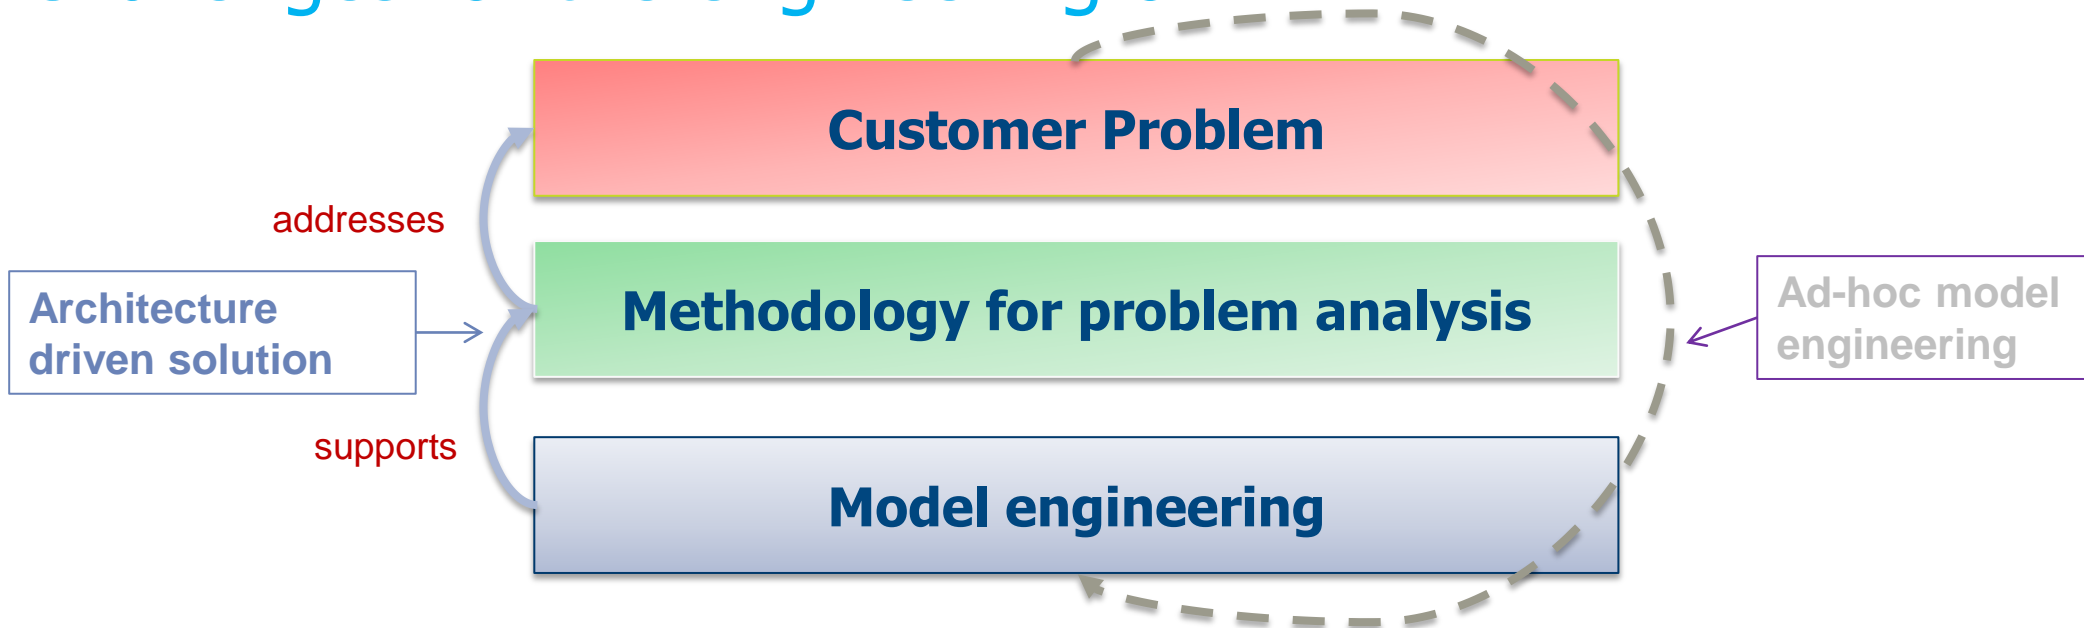 Customer Problem
addresses
Methodology for problem analysis
Architecture
driven solution
Ad-hoc model
engineering
supports
Model engineering